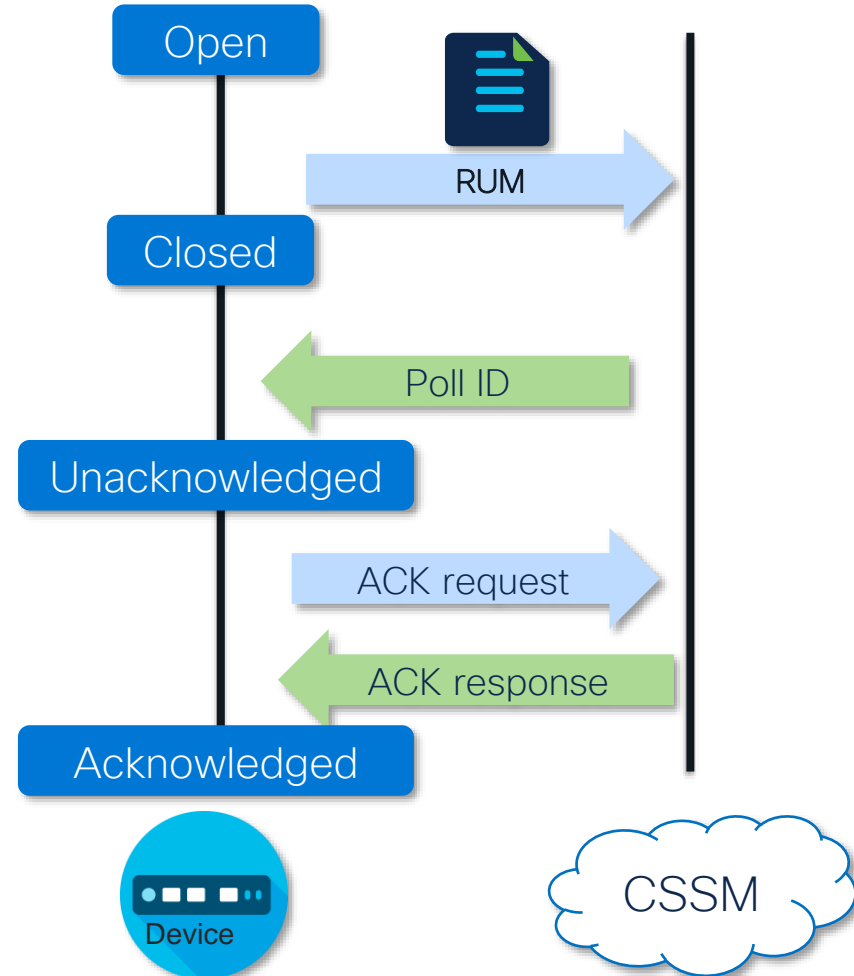 Open
RUM
Closed
Poll ID
Unacknowledged
ACK request
ACK response
Acknowledged
Device
CSSM